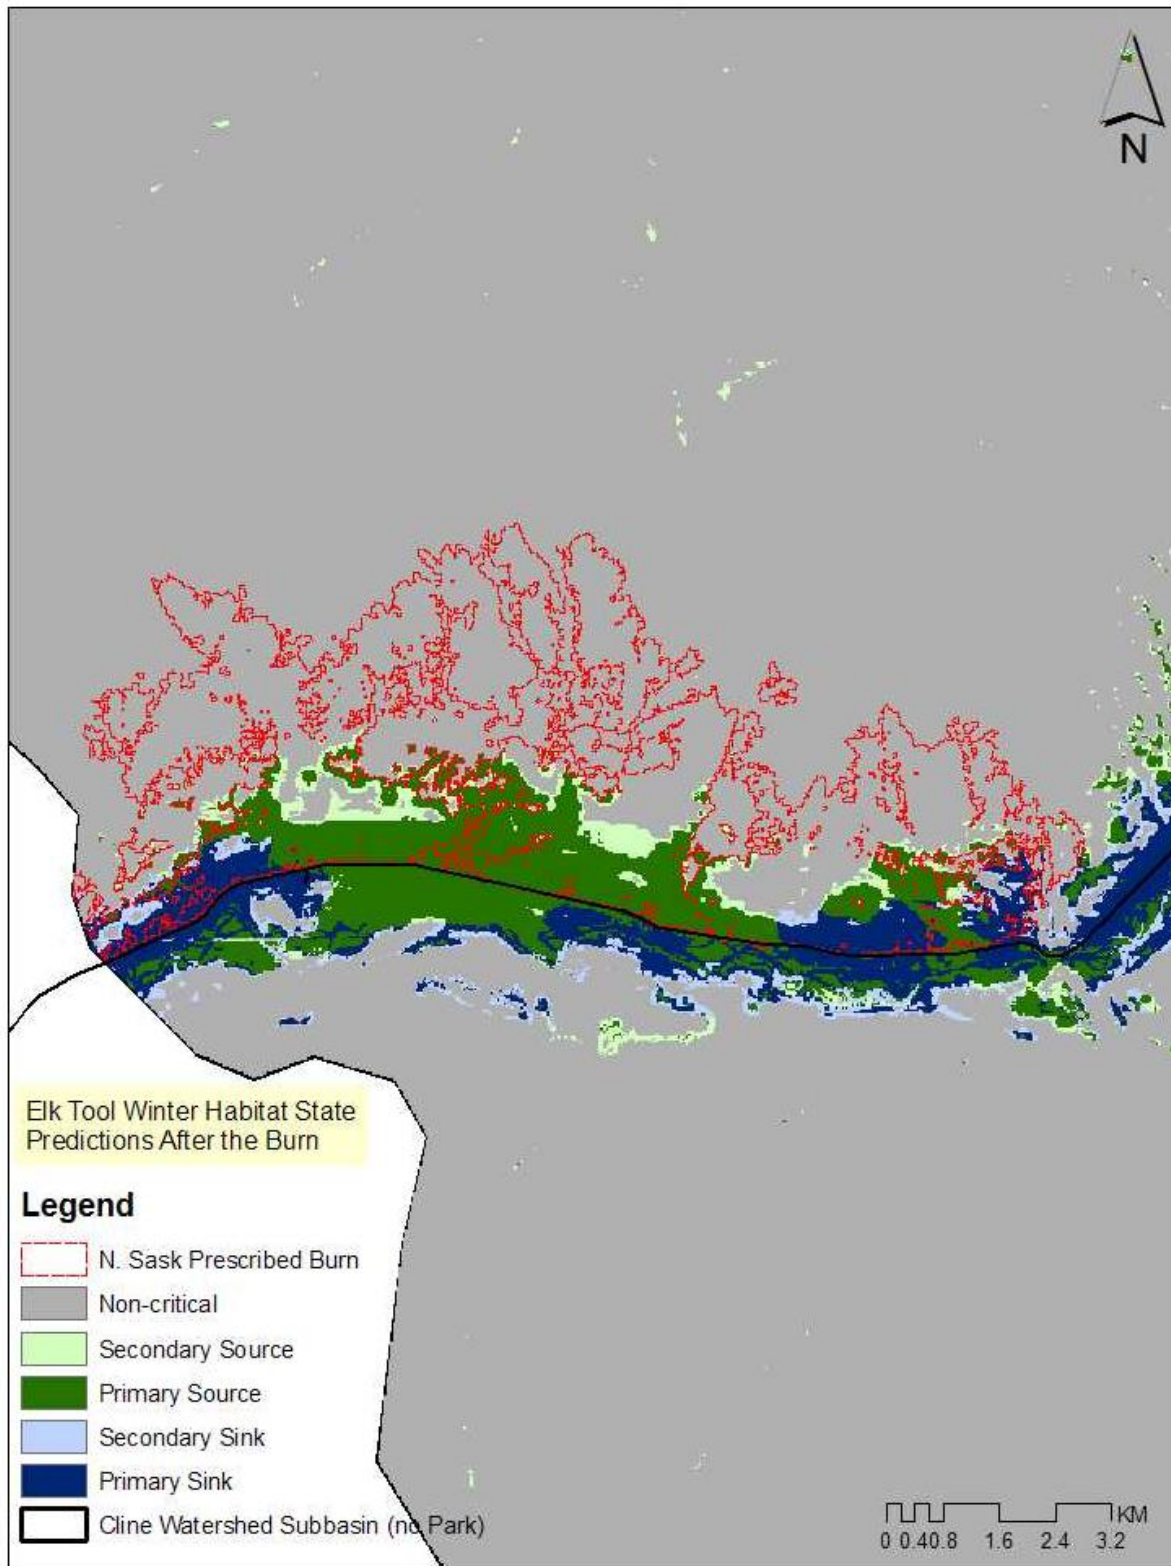 N
Elk Tool Winter Habitat State
Predictions After the Burn
Legend
N. Sask Prescribed Burn
Non-critical
Secondary Source
Primary Source
Secondary Sink
Primary Sink
Cline Watershed Subbasin (no Park)
KM
0 0.40.8 1.6 2.4 3.2